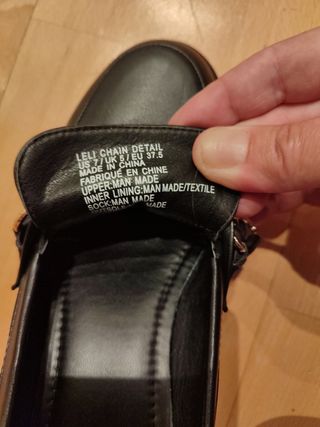 LELI CHAIN DETAIL
US 7 / UK 5 / EU 37.5
MADE IN CHINA
FABRIQUÉ EN CHINE
UPPER:MAN MADE
INNER LINING:MAN MADE/TEXTILE
SOCK:MAN MADE
MADE